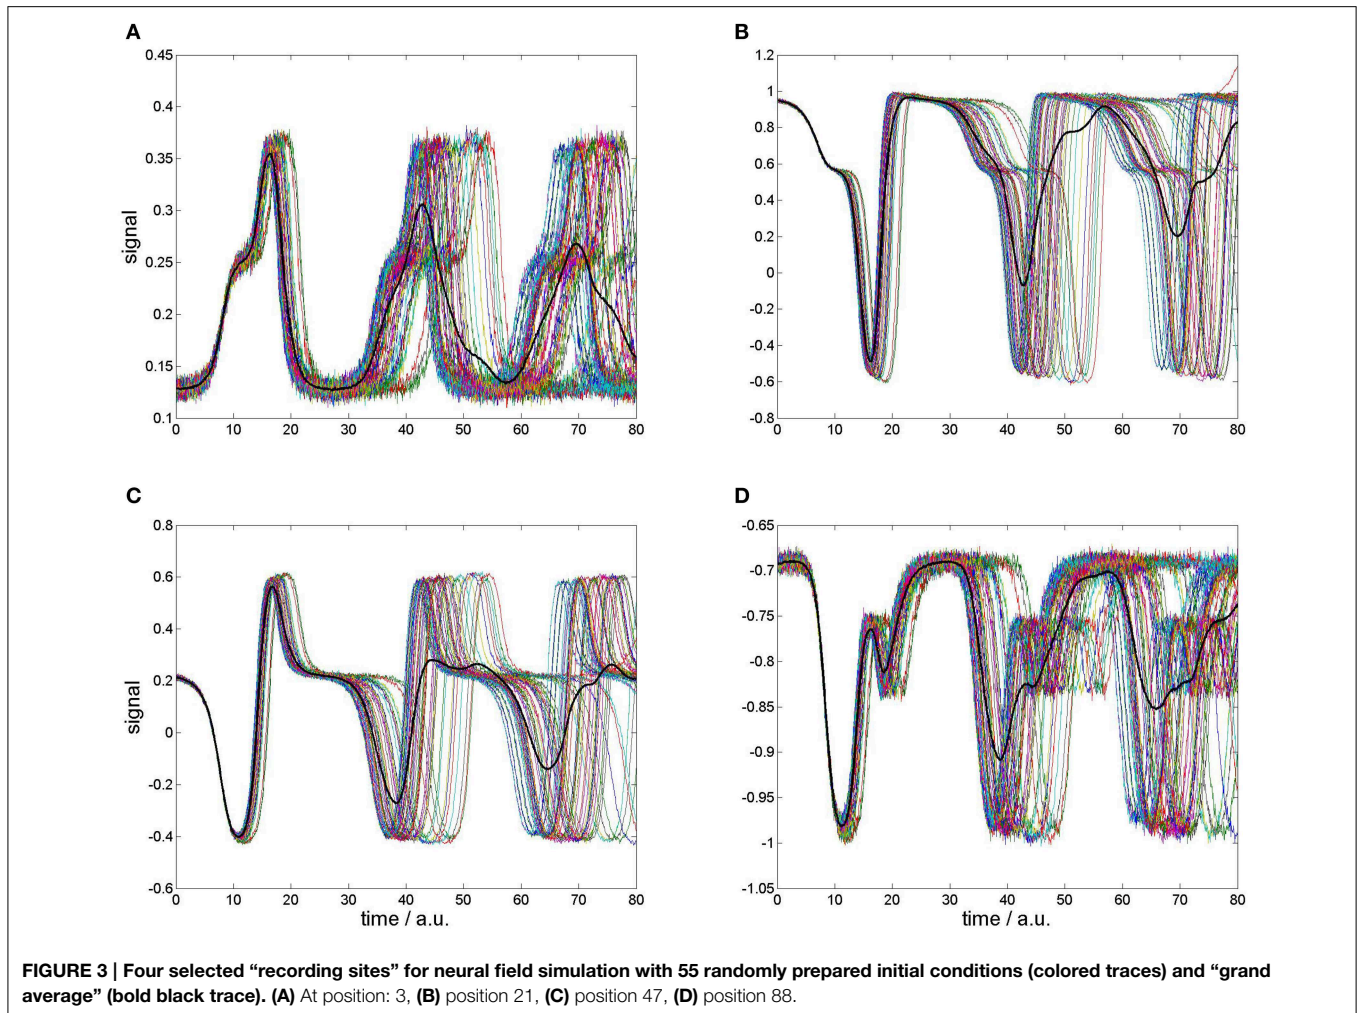 A
0.45
0.4
0.35
0.3
0.25
0.2
0.15
0.1
signal
0 10 20 30 40 50 60 70 80
B
1.2
1
0.8
0.6
0.4
0.2
0
-0.2
-0.4
-0.6
-0.8
0 10 20 30 40 50 60 70 80
C
0.8
0.6
0.4
0.2
0
-0.2
-0.4
-0.6
signal
0 10 20 30 40 50 60 70 80
time / a.u.
D
-0.65
-0.7
-0.75
-0.8
-0.85
-0.9
-0.95
-1
-1.05
0 10 20 30 40 50 60 70 80
time / a.u.
FIGURE 3 | Four selected “recording sites” for neural field simulation with 55 randomly prepared initial conditions (colored traces) and “grand
average” (bold black trace). (A) At position: 3, (B) position 21, (C) position 47, (D) position 88.